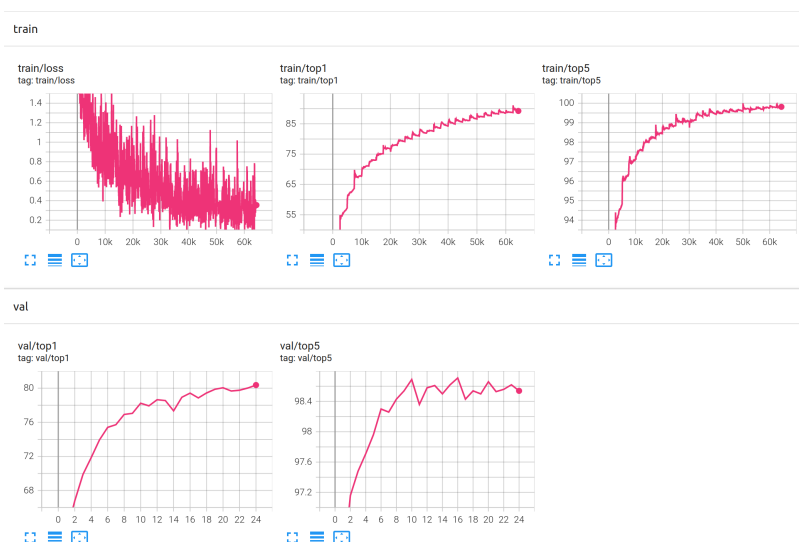 train
train/loss
tag: train/loss
1.4
1.2
1
0.8
0.6
0.4
0.2
0 10k 20k 30k 40k 50k 60k
train/top1
tag: train/top1
85
75
65
55
0 10k 20k 30k 40k 50k 60k
train/top5
tag: train/top5
100
99
98
97
96
95
94
0 10k 20k 30k 40k 50k 60k
val
val/top1
tag: val/top1
80
76
72
68
0 2 4 6 8 10 12 14 16 18 20 22 24
val/top5
tag: val/top5
98.4
98
97.6
97.2
0 2 4 6 8 10 12 14 16 18 20 22 24